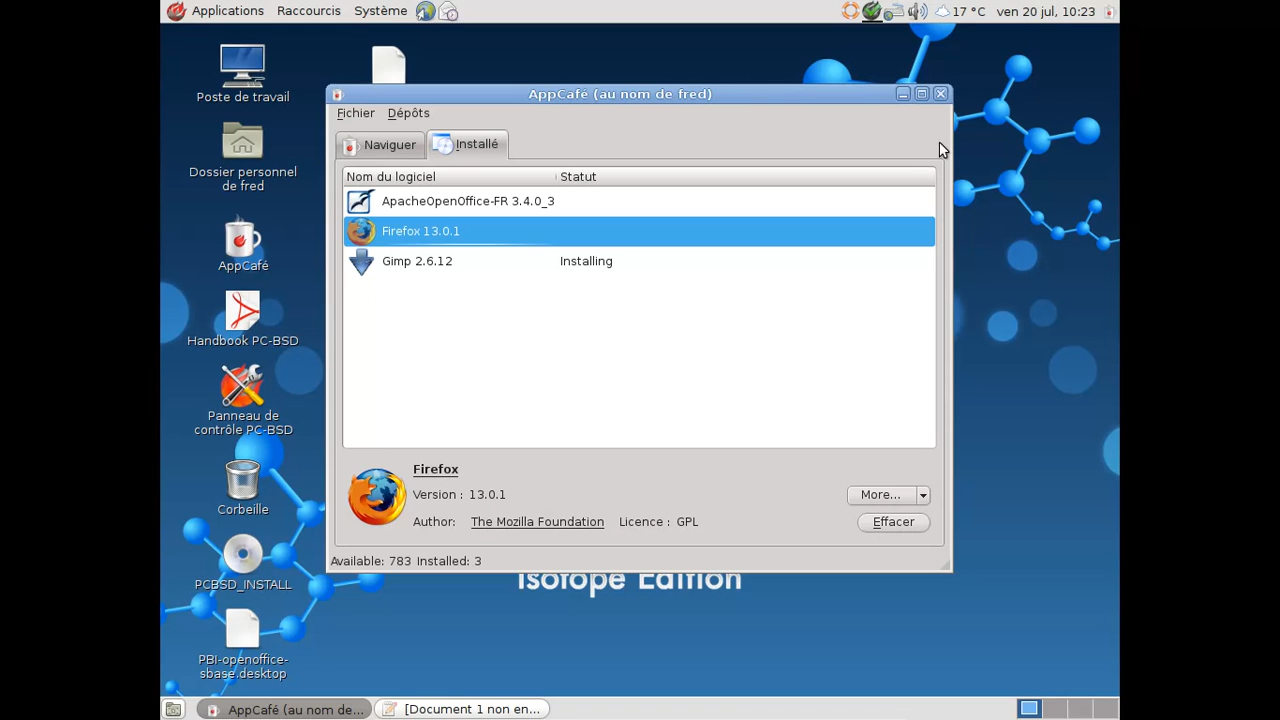 Applications Raccourcis Système 17 °C ven 20 jul, 10:23
Poste de travail
Dossier personnel
de fred
AppCafé
Handbook PC-BSD
Panneau de
contrôle PC-BSD
Corbeille
PCBSD_INSTALL
PBI-openoffice-
sbase.desktop
AppCafé (au nom de fred)
Fichier Dépôts
Naviguer Installé
Nom du logiciel Statut
ApacheOpenOffice-FR 3.4.0_3
Firefox 13.0.1
Gimp 2.6.12 Installing
Firefox
Version : 13.0.1 More...
Author: The Mozilla Foundation Licence : GPL Effacer
Available: 783 Installed: 3
Isotope Edition
AppCafé (au nom de... [Document 1 non en...